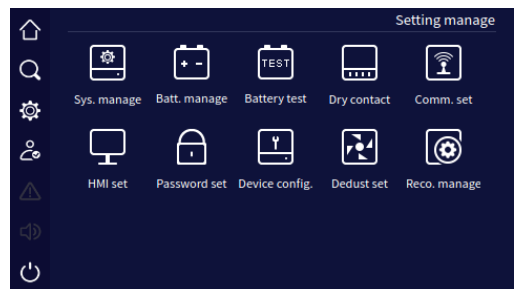 Setting manage
Sys. manage Batt. manage Battery test Dry contact Comm. set
TEST
HMI set Password set Device config. Dedust set Reco. manage